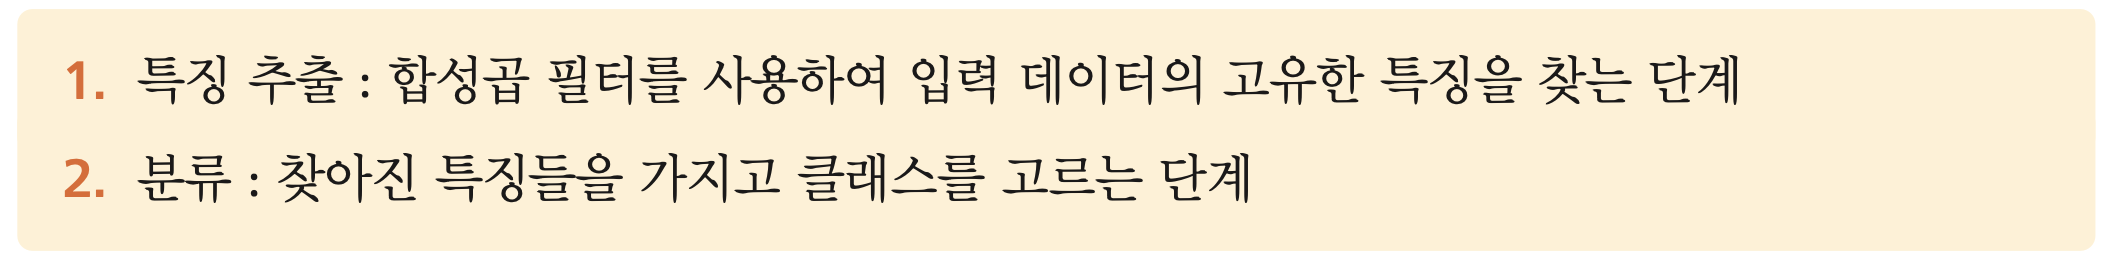 1. 특징 추출 : 합성곱 필터를 사용하여 입력 데이터의 고유한 특징을 찾는 단계
2. 분류 : 찾아진 특징들을 가지고 클래스를 고르는 단계